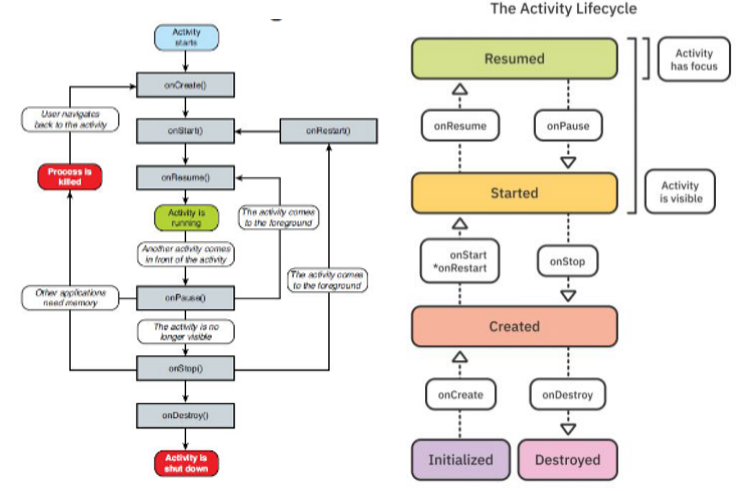 The Activity Lifecycle
Activity
starts
onCreate()
User navigates
back to the activity
onStart()
onRestart()
Process is
killed
onResume()
Activity is
running
The activity comes
to the foreground
Another activity comes
in front of the activity
The activity comes
to the foreground
Other applications
need memory
onPause()
The activity is no
longer visible
onStop()
onDestroy()
Activity is
shut down
Resumed
Activity
has focus
onResume
onPause
Started
Activity
is visible
onStart
*onRestart
onStop
Created
onCreate
onDestroy
Initialized
Destroyed